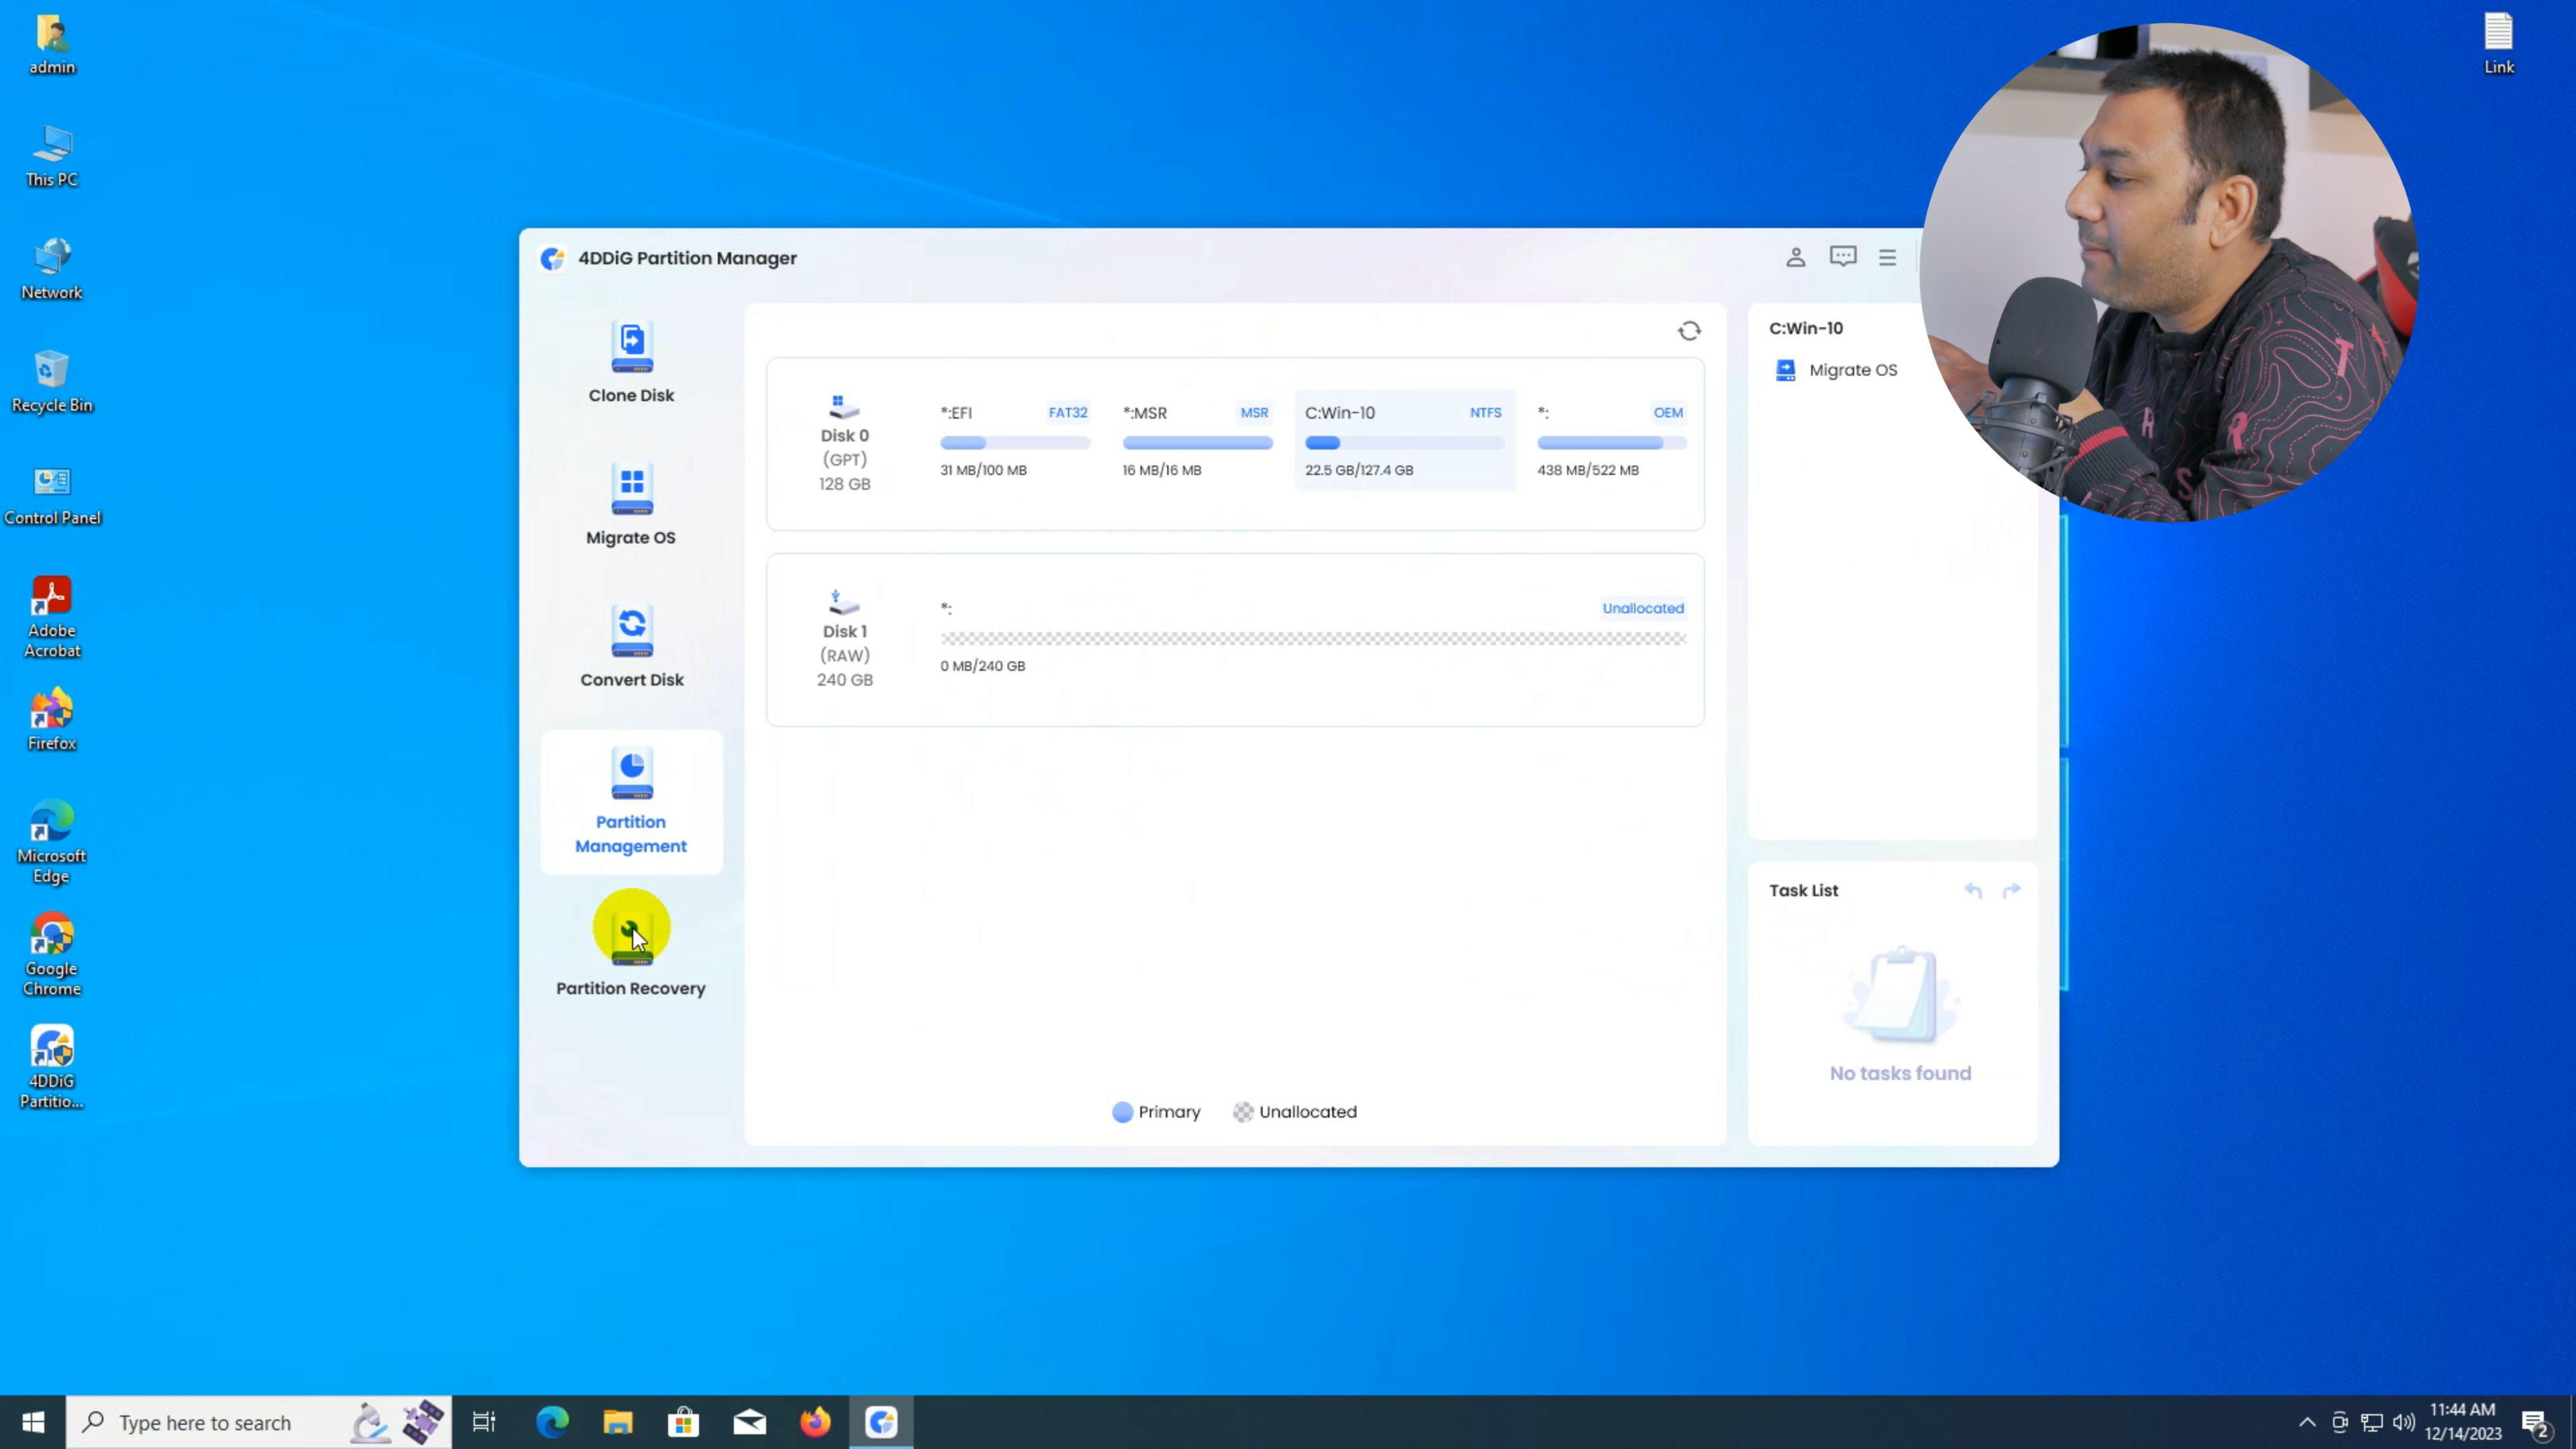 admin
This PC
Network
Recycle Bin
Control Panel
Adobe
Acrobat
Firefox
Microsoft
Edge
Google
Chrome
4DDiG
Partitio...
Link
4DDiG Partition Manager
Clone Disk
Migrate OS
Convert Disk
Partition
Management
Partition Recovery
Disk 0
(GPT)
128 GB
*:EFI FAT32
31 MB/100 MB
*:MSR MSR
16 MB/16 MB
C:Win-10 NTFS
22.5 GB/127.4 GB
*: OEM
438 MB/522 MB
Disk 1
(RAW)
240 GB
*: Unallocated
0 MB/240 GB
Primary Unallocated
C:Win-10
Migrate OS
Task List
No tasks found
Type here to search
11:44 AM
12/14/2023
2